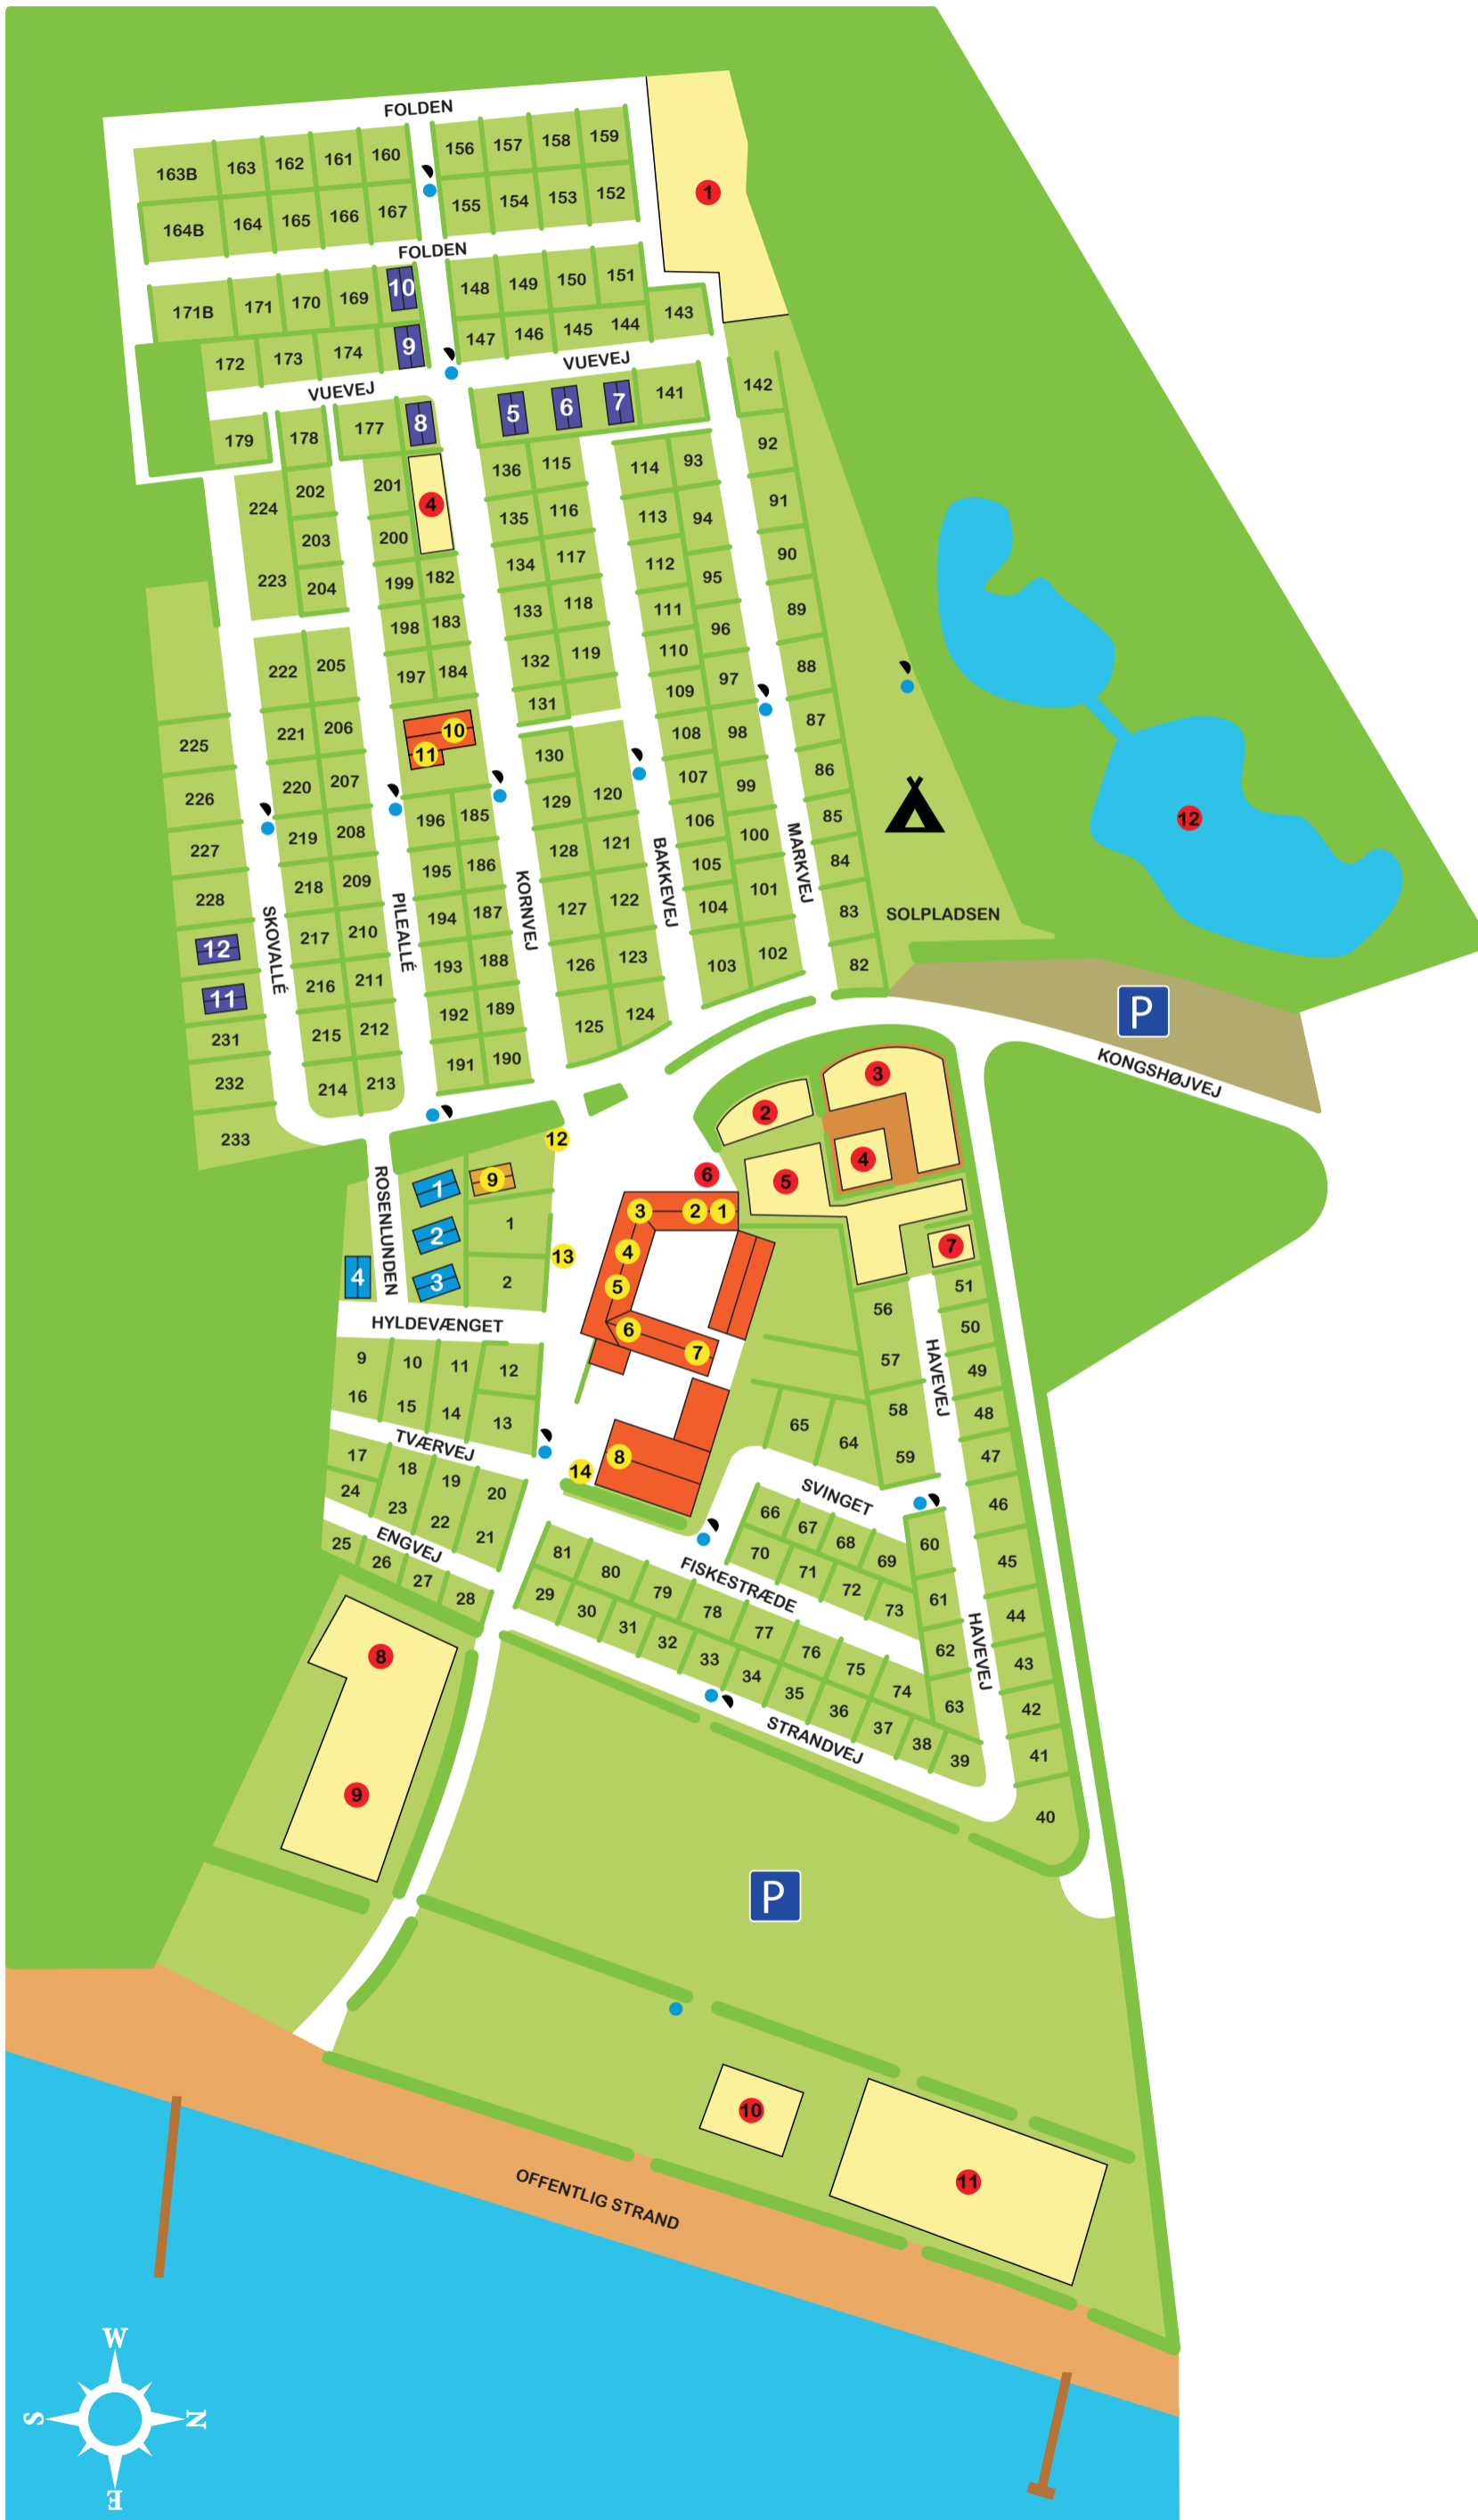 FOLDEN
156 157 158 159
163B 163 162 161 160
155 154 153 152
164B 164 165 166 167
1
FOLDEN
148 149 150 151
171B 171 170 169 10
147 146 145 144 143
172 173 174 9
VUEVEJ
VUEVEJ
5 6 7 141
142
179 178 177 8
136 115
114 93
92
224 202 201 4
135 116
113 94
91
203 200
134 117
112 95
90
223 204 199 182
133 118
111 96
89
198 183
132 119
110 97
88
222 205 197 184
131
109
87
225 221 206 10
11
130
108 98
86
226 220 207
129 120
107 99
85
227 219 208 196 185
128 121
106 100
84
12
228 218 209 195 186
127 122
105 101
83
SKOVALLÉ
PILEALLÉ
KORNVEJ
BAKKEVEJ
MARKVEJ
SOLPLADSEN
12 217 210 194 187
126 123
104
82
11 216 211 193 188
103 102
231 215 212 192 189
125 124
P
232 214 213 191 190
KONGSHØJVEJ
233
12
2 3
4
5
6
ROSENLUNDEN
1 9
2 1
4 3 2
13
3 2 1
4
5
6
7
8
14
7
HYLDEVÆNGET
9 10 11 12
16 15 14 13
TVÆRVEJ
17 18 19 20
24 23 22 21
ENGVEJ
25 26 27 28
56 51
50
57 49
HAVEVEJ
58 48
65 64 59 47
SVINGET
46
66 67 68 69 60
45
70 71 72 73 61
44
FISKESTRÆDE
81 80 79 78 77 76 75 74
62
63
HAVEVEJ
43
42
29 30 31 32 33 34 35 36 37 38 39
41
STRANDVEJ
40
8
9
P
10
11
OFFENTLIG STRAND
W
S N
E